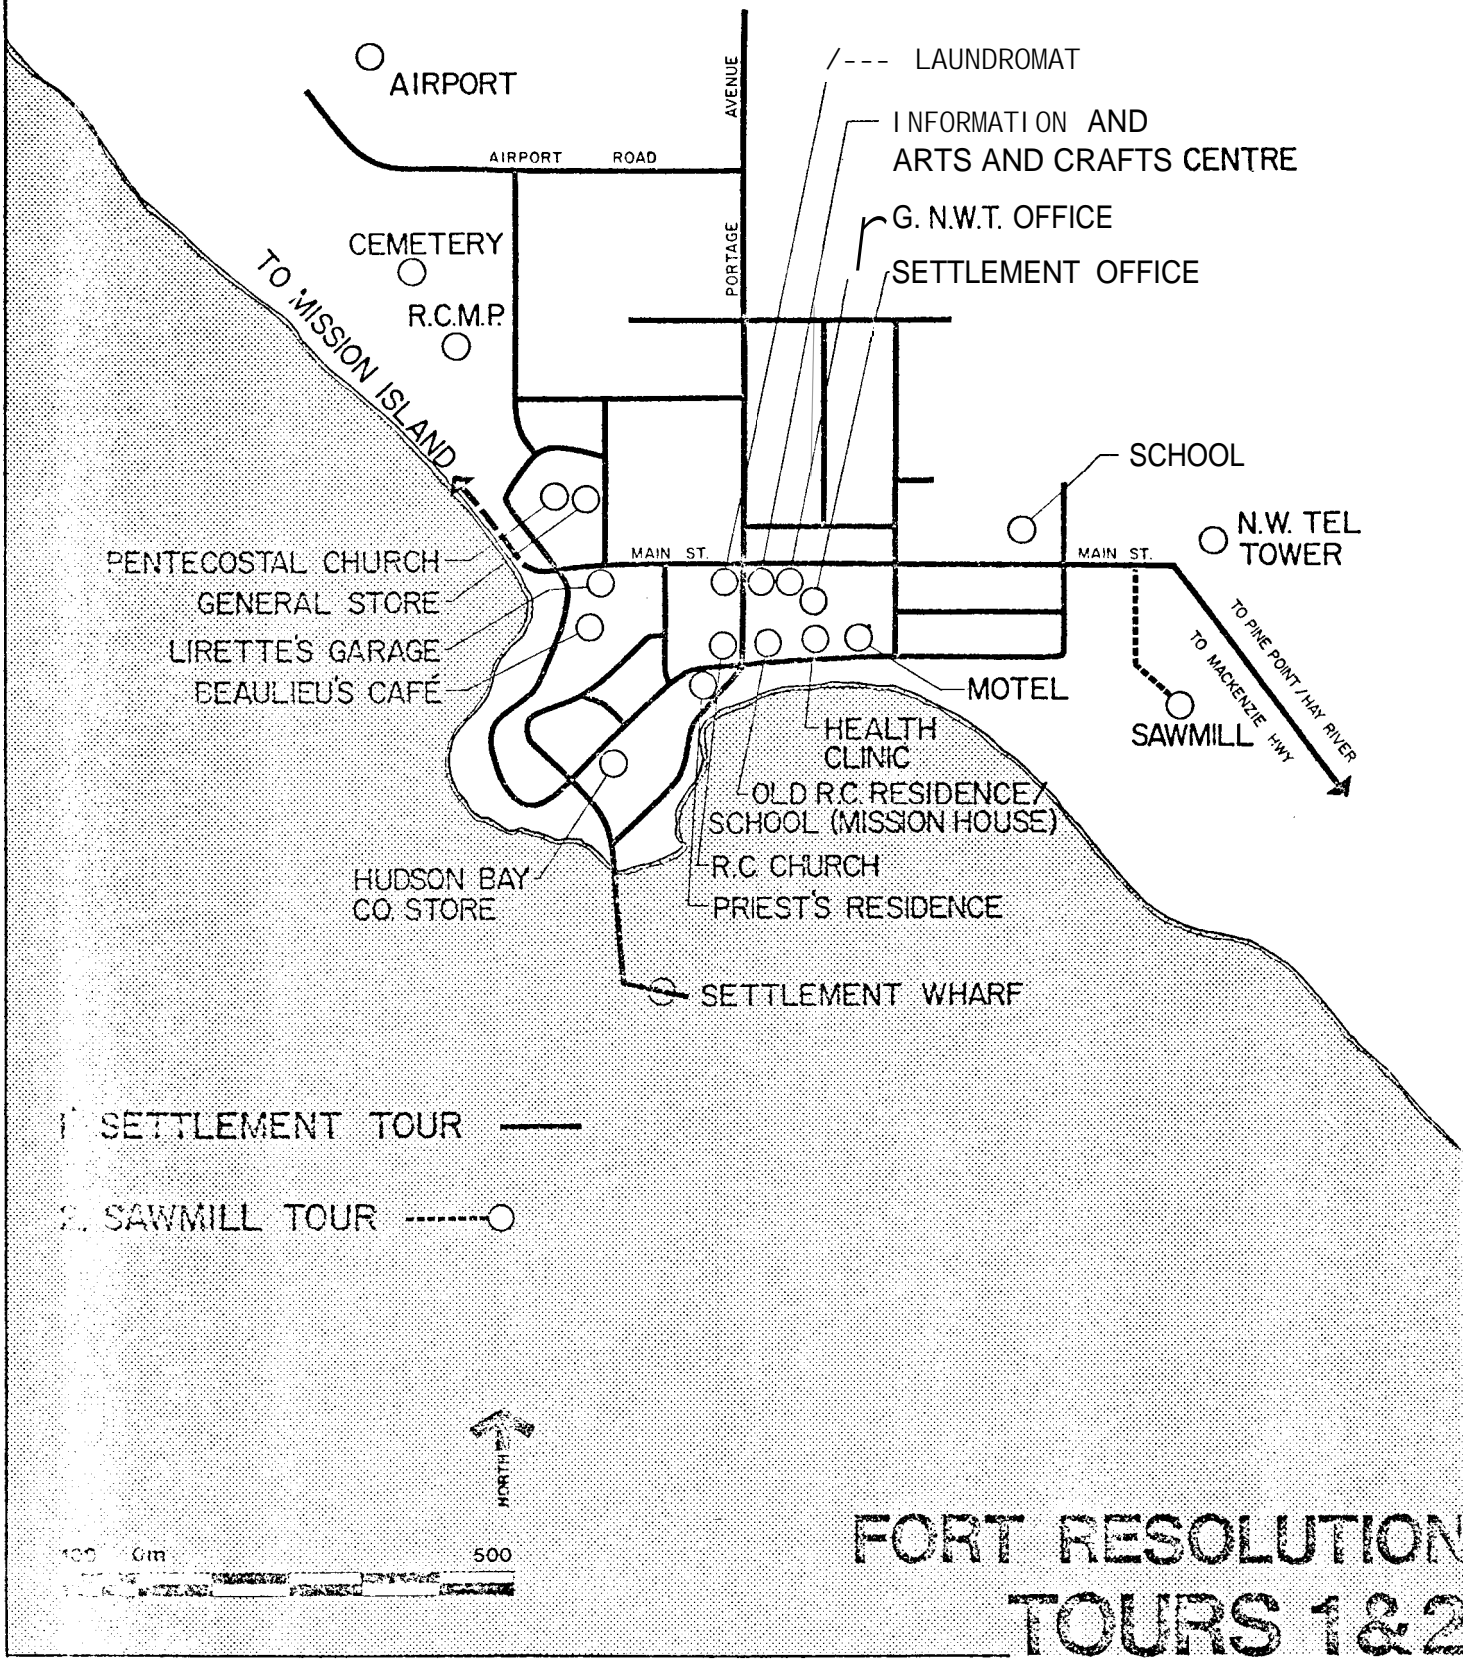 /--- LAUNDROMAT
AIRPORT
AVENUE
INFORMATION AND
ARTS AND CRAFTS CENTRE
AIRPORT ROAD
G. N.W.T. OFFICE
CEMETERY
PORTAGE
SETTLEMENT OFFICE
TO MISSION ISLAND
R.C.M.P.
SCHOOL
N.W. TEL
TOWER
MAIN ST.
MAIN ST.
PENTECOSTAL CHURCH
GENERAL STORE
LIRETTE'S GARAGE
BEAULIEU'S CAFÉ
TO PINE POINT / HAY RIVER
TO MACKENZIE HWY
MOTEL
SAWMILL
HEALTH
CLINIC
OLD R.C. RESIDENCE/
SCHOOL (MISSION HOUSE)
R.C. CHURCH
PRIEST'S RESIDENCE
HUDSON BAY
CO. STORE
SETTLEMENT WHARF
SETTLEMENT TOUR
2. SAWMILL TOUR
NORTH
100 0m 500
FORT RESOLUTION
TOURS 1 & 2